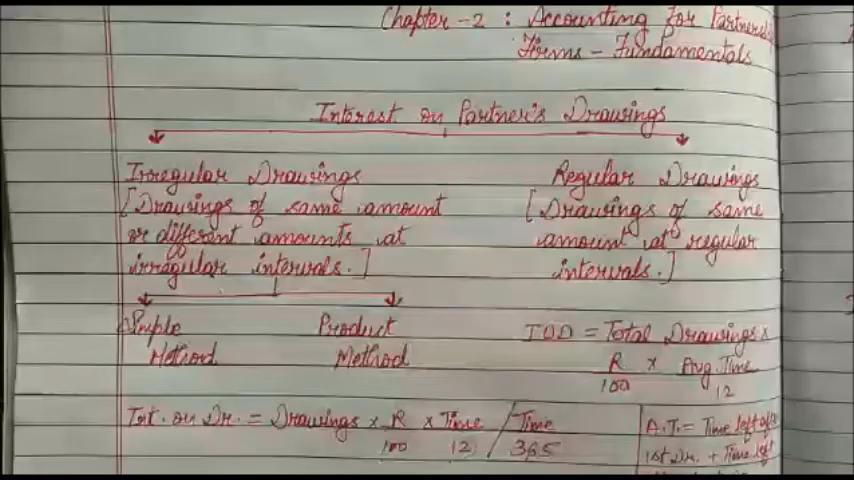 Chapter-2 : Accounting for Partnership
Firms - Fundamentals
Interest on Partner's Drawings
Irregular Drawings
[Drawings of same amount
or different amounts at
irregular intervals.]
Regular Drawings
[Drawings of same
amount at regular
intervals.]
Simple
Method
Product
Method
IOD = Total Drawings ×
R/100 × Avg. Time/12
Int. on Dr. = Drawings × R/100 × Time/12 / Time/365
A.T. = Time left after
1st Dr. + Time left